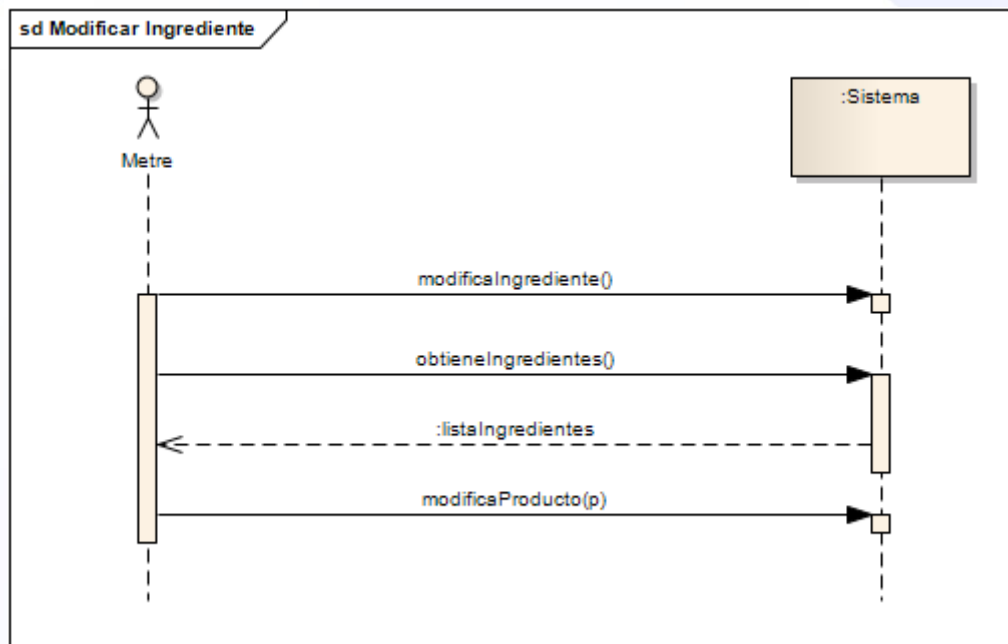 sd Modificar Ingrediente
:Sistema
Metre
modificaIngrediente()
obtieneIngredientes()
:listaIngredientes
modificaProducto(p)